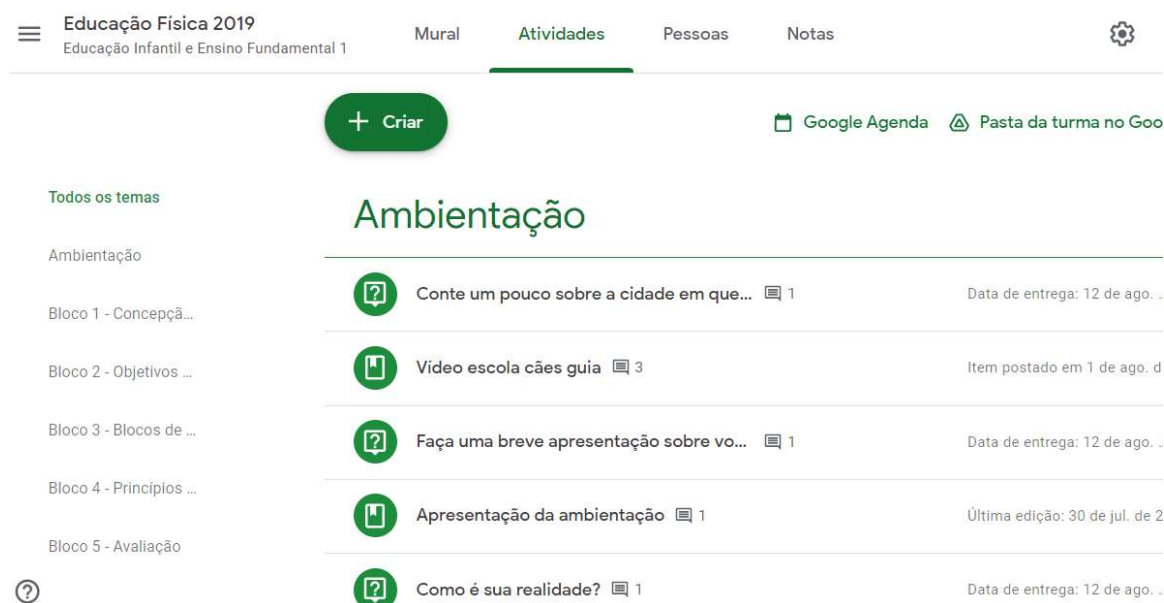 Educação Física 2019
Educação Infantil e Ensino Fundamental 1
Mural Atividades Pessoas Notas
+ Criar
Google Agenda Pasta da turma no Goo
Todos os temas
Ambientação
Bloco 1 - Concepçã...
Bloco 2 - Objetivos ...
Bloco 3 - Blocos de ...
Bloco 4 - Princípios ...
Bloco 5 - Avaliação
Ambientação
Conte um pouco sobre a cidade em que... 1 Data de entrega: 12 de ago. ..
Vídeo escola cães guia 3 Item postado em 1 de ago. d
Faça uma breve apresentação sobre vo... 1 Data de entrega: 12 de ago. ..
Apresentação da ambientação 1 Última edição: 30 de jul. de 2
Como é sua realidade? 1 Data de entrega: 12 de ago. ..